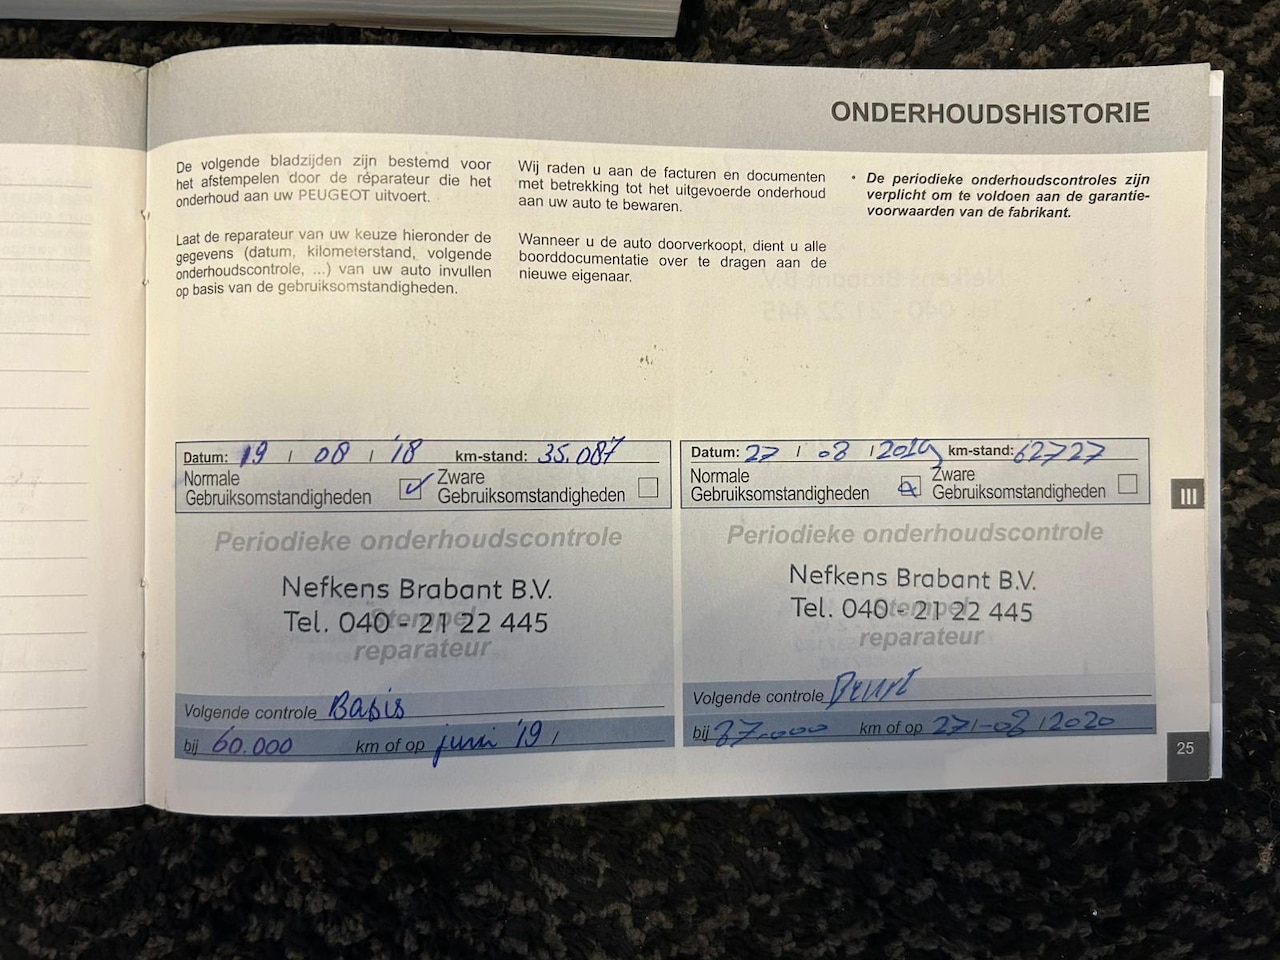 ONDERHOUDSHISTORIE
De volgende bladzijden zijn bestemd voor
het afstempelen door de réparateur die het
onderhoud aan uw PEUGEOT uitvoert.
Laat de reparateur van uw keuze hieronder de
gegevens (datum, kilometerstand, volgende
onderhoudscontrole, ...) van uw auto invullen
op basis van de gebruiksomstandigheden.
Wij raden u aan de facturen en documenten
met betrekking tot het uitgevoerde onderhoud
aan uw auto te bewaren.
Wanneer u de auto doorverkoopt, dient u alle
boorddocumentatie over te dragen aan de
nieuwe eigenaar.
• De periodieke onderhoudscontroles zijn
verplicht om te voldoen aan de garantie-
voorwaarden van de fabrikant.
Datum: 19 / 08 / '18 km-stand: 35.087
Normale
Gebruiksomstandigheden
Zware
Gebruiksomstandigheden
Periodieke onderhoudscontrole
Nefkens Brabant B.V.
Stempel
Tel. 040 - 21 22 445
reparateur
Volgende controle Basis
bij 60.000 km of op juni '19 /
Datum: 27 / 08 / 2019 km-stand: 62727
Normale
Gebruiksomstandigheden
Zware
Gebruiksomstandigheden
Periodieke onderhoudscontrole
Nefkens Brabant B.V.
Stempel
Tel. 040 - 21 22 445
reparateur
Volgende controle Beurt
bij km of op 27/-08/2020
III
25